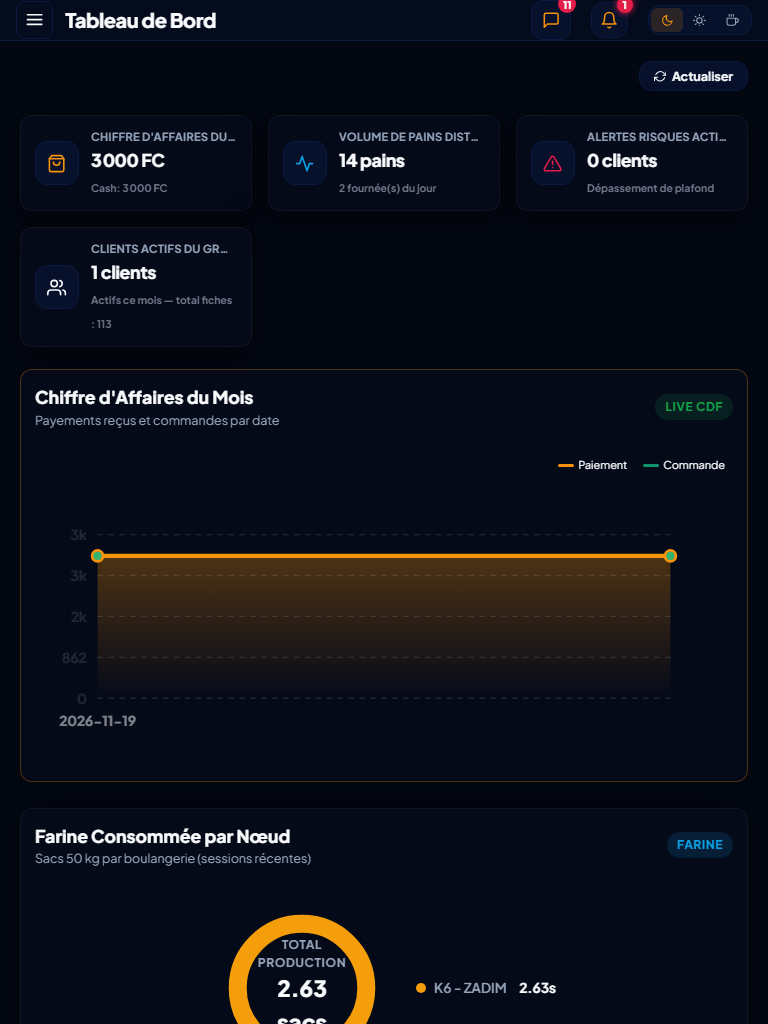 Tableau de Bord
11
1
Actualiser
CHIFFRE D'AFFAIRES DU...
3 000 FC
Cash: 3 000 FC
VOLUME DE PAINS DIST...
14 pains
2 fournée(s) du jour
ALERTES RISQUES ACTI...
0 clients
Dépassement de plafond
CLIENTS ACTIFS DU GR...
1 clients
Actifs ce mois — total fiches
: 113
Chiffre d'Affaires du Mois
Payements reçus et commandes par date
LIVE CDF
Paiement
Commande
3k
3k
2k
862
0
2026-11-19
Farine Consommée par Nœud
Sacs 50 kg par boulangerie (sessions récentes)
FARINE
TOTAL
PRODUCTION
2.63
sacs
K6 - ZADIM 2.63s